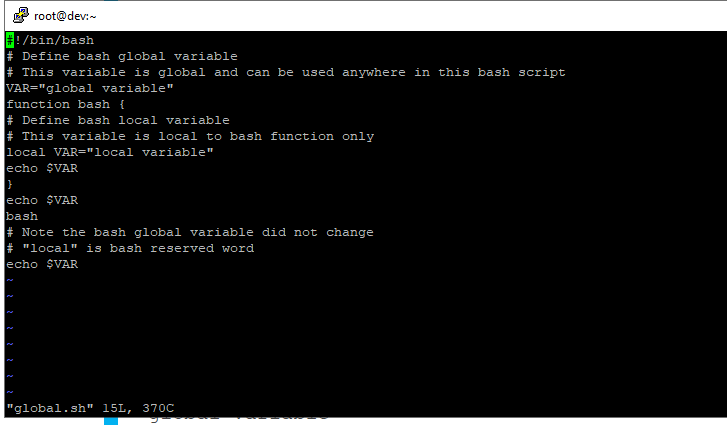 root@dev:~
#!/bin/bash
# Define bash global variable
# This variable is global and can be used anywhere in this bash script
VAR="global variable"
function bash {
# Define bash local variable
# This variable is local to bash function only
local VAR="local variable"
echo $VAR
}
echo $VAR
bash
# Note the bash global variable did not change
# "local" is bash reserved word
echo $VAR
~
~
~
~
~
~
~
~
"global.sh" 15L, 370C